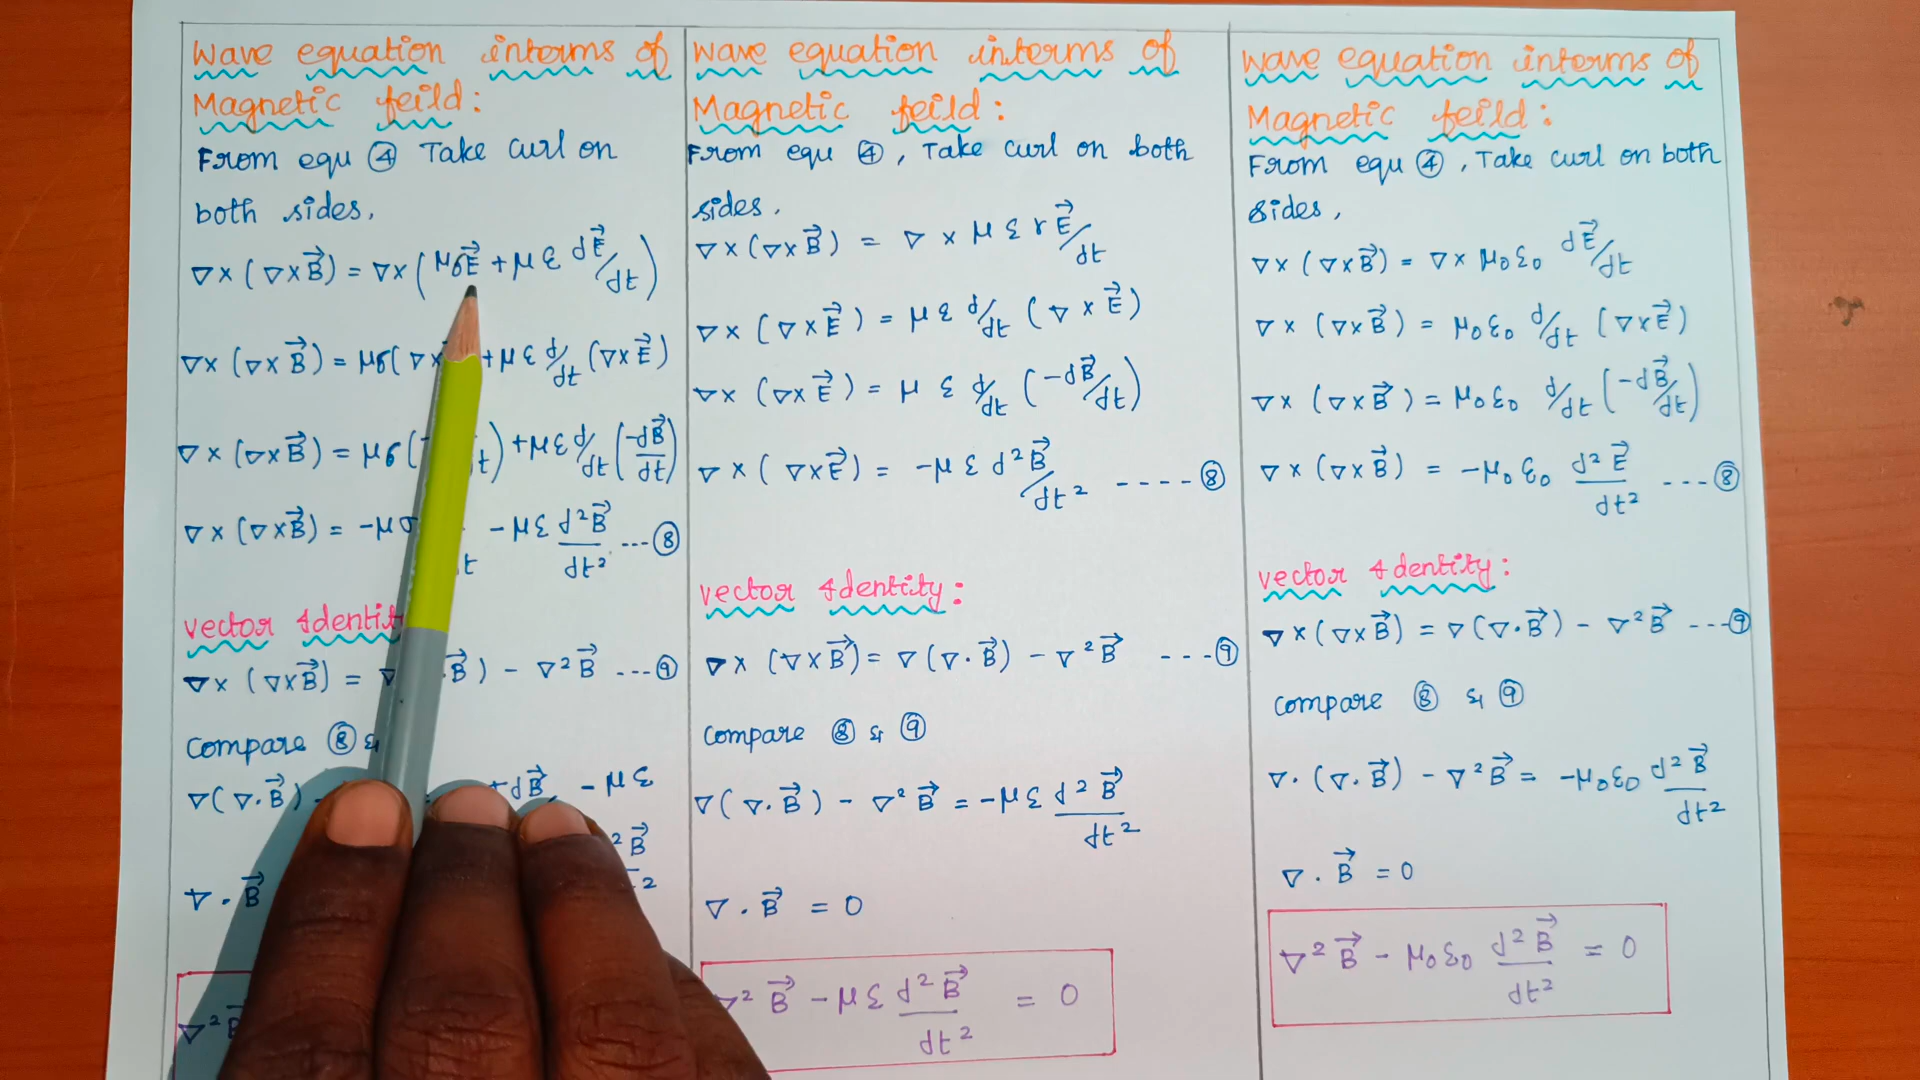 Wave equation interms of
Magnetic feild:
From equ ④ Take curl on
both sides,
∇×(∇×B⃗) = ∇×(μσE⃗ + με dE⃗/dt)
∇×(∇×B⃗) = μσ(∇× + με d/dt (∇×E⃗)
∇×(∇×B⃗) = μσ( t) + με d/dt (-dB⃗/dt)
∇×(∇×B⃗) = -μσ t - με d²B⃗/dt² ---⑧
vector Identit
∇×(∇×B⃗) = ∇ B⃗) - ∇²B⃗ ---⑨
compare ⑧ &
∇(∇.B⃗) - dB⃗ - με
²B⃗
∇.B⃗
∇²B⃗
Wave equation interms of
Magnetic feild:
From equ ④, Take curl on both
sides.
∇×(∇×B⃗) = ∇×μ ε r E⃗/dt
∇×(∇×E⃗) = μ ε d/dt (∇×E⃗)
∇×(∇×E⃗) = μ ε d/dt (-dB⃗/dt)
∇×(∇×E⃗) = -μ ε d²B⃗/dt² ----⑧
vector Identity:
∇×(∇×B⃗) = ∇(∇.B⃗) - ∇²B⃗ ---⑨
compare ⑧ & ⑨
∇(∇.B⃗) - ∇²B⃗ = -με d²B⃗/dt²
∇.B⃗ = 0
∇²B⃗ - με d²B⃗/dt² = 0
Wave equation interms of
Magnetic feild:
From equ ④, Take curl on both
sides,
∇×(∇×B⃗) = ∇×μ₀ε₀ dE⃗/dt
∇×(∇×B⃗) = μ₀ε₀ d/dt (∇×E⃗)
∇×(∇×B⃗) = μ₀ε₀ d/dt (-dB⃗/dt)
∇×(∇×B⃗) = -μ₀ε₀ d²E⃗/dt² ---⑧
vector Identity:
∇×(∇×B⃗) = ∇(∇.B⃗) - ∇²B⃗ ---⑨
compare ⑧ & ⑨
∇.(∇.B⃗) - ∇²B⃗ = -μ₀ε₀ d²B⃗/dt²
∇.B⃗ = 0
∇²B⃗ - μ₀ε₀ d²B⃗/dt² = 0